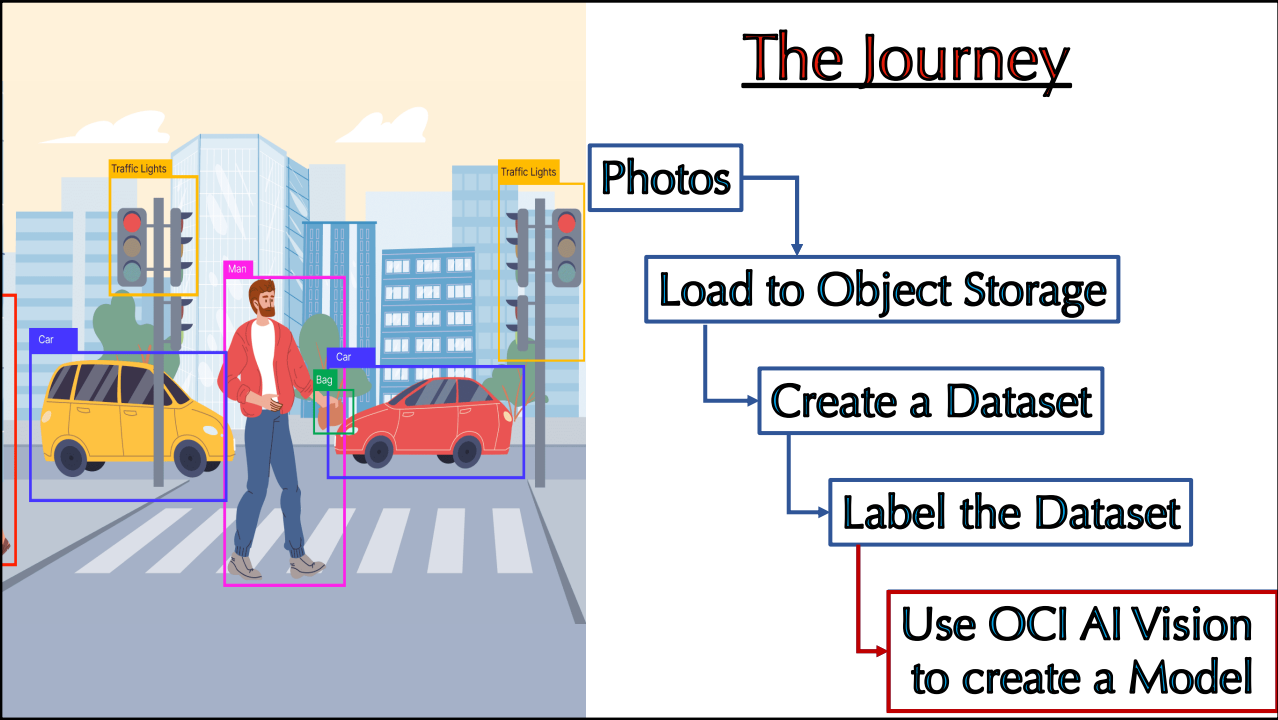 The Journey
Traffic Lights
Traffic Lights
Man
Car
Car
Bag
Photos
Load to Object Storage
Create a Dataset
Label the Dataset
Use OCI AI Vision
to create a Model